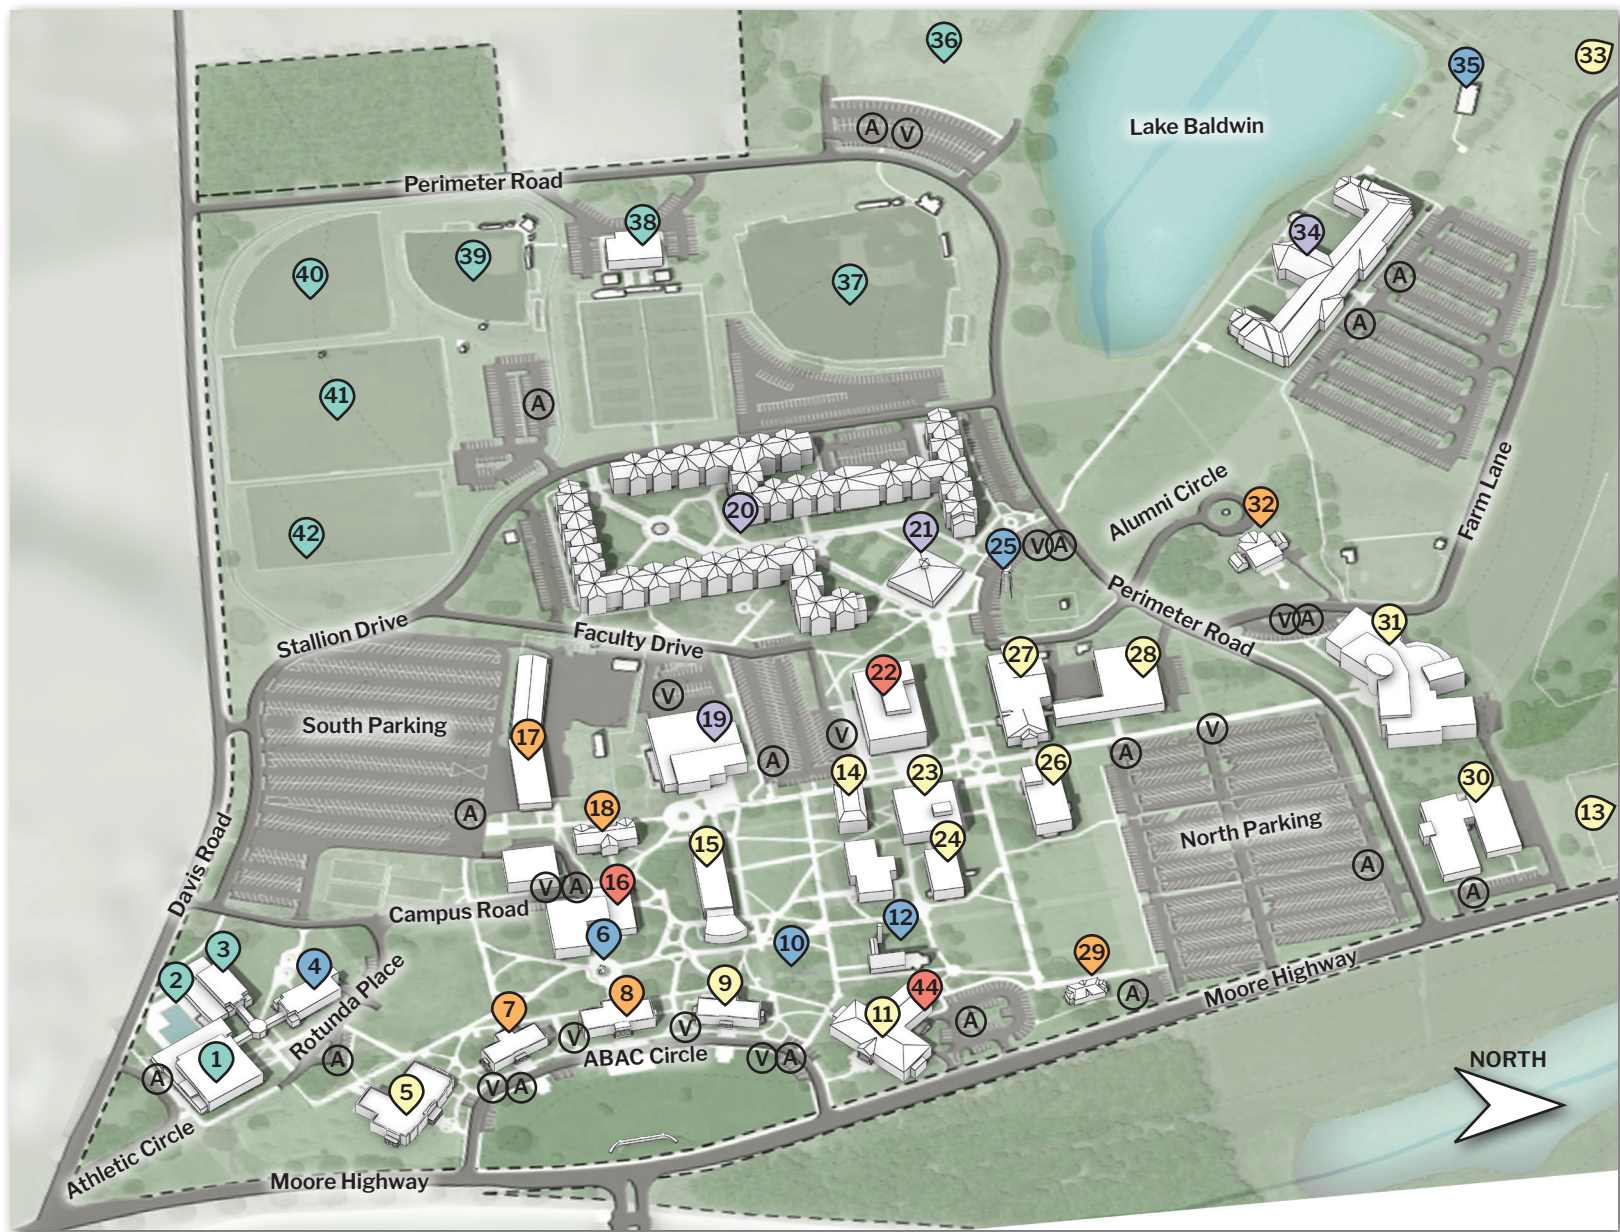 36
35
33
A V
Lake Baldwin
Perimeter Road
38
34
40
39
37
A
A
41
A
Farm Lane
20
21
Alumni Circle
32
42
25
V A
Perimeter Road
Stallion Drive
Faculty Drive
V A
31
27
28
22
V
19
South Parking
17
V
V
A
A
14
23
26
30
13
18
A
North Parking
15
24
A
Davis Road
V A
16
A
Campus Road
12
6
10
3
2
4
Rotunda Place
29
Moore Highway
44
A
9
8
7
11
A
V
V
ABAC Circle
V A
1
A
A
5
V A
NORTH
Athletic Circle
Moore Highway